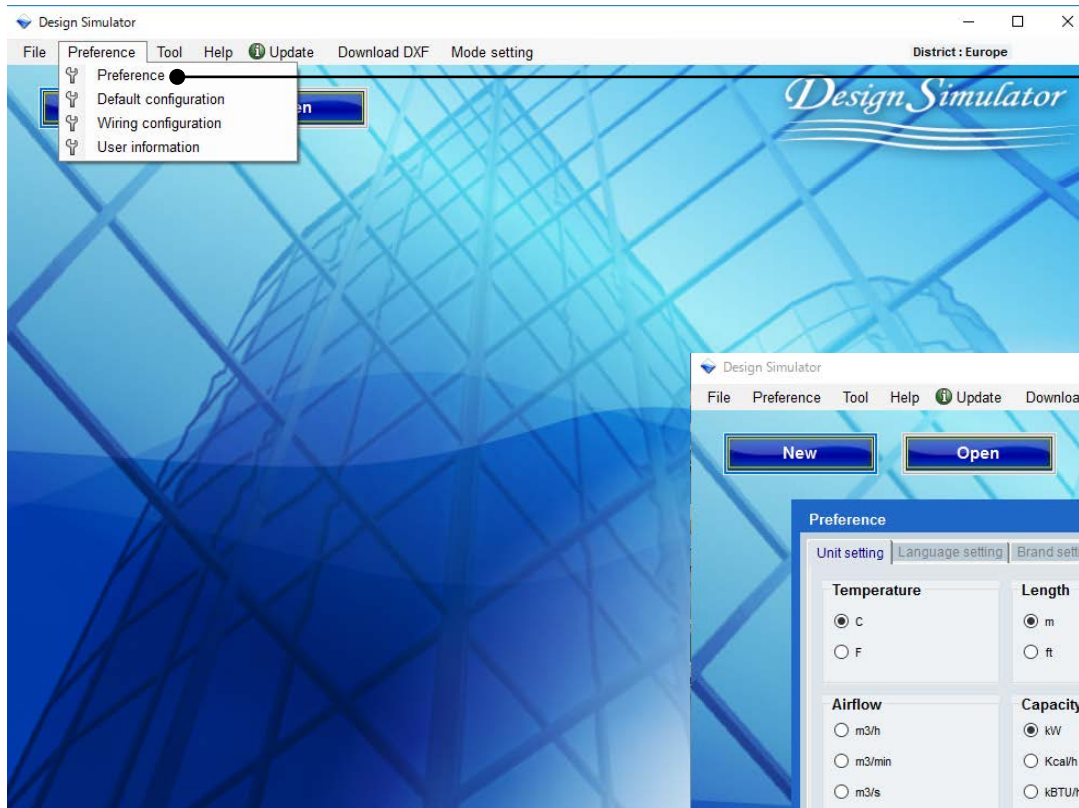 Design Simulator
File Preference Tool Help Update Download DXF Mode setting District : Europe
Preference
Default configuration
Wiring configuration
User information
Design Simulator
Design Simulator
File Preference Tool Help Update
New Open
Preference
Unit setting Language setting Brand
Temperature Length
C m
F ft
Airflow Capacity
m3/h kW
m3/min Kcal/h
m3/s